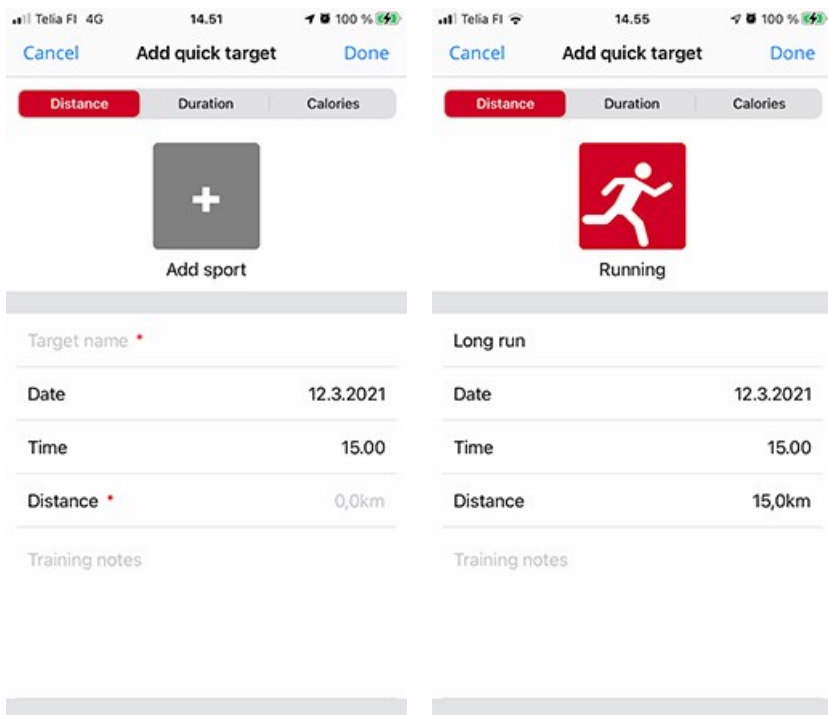 Telia FI 4G 14.51 100 %
Cancel Add quick target Done
Distance Duration Calories
+
Add sport
Target name *
Date 12.3.2021
Time 15.00
Distance * 0,0km
Training notes
Telia FI 14.55 100 %
Cancel Add quick target Done
Distance Duration Calories
Running
Long run
Date 12.3.2021
Time 15.00
Distance 15,0km
Training notes